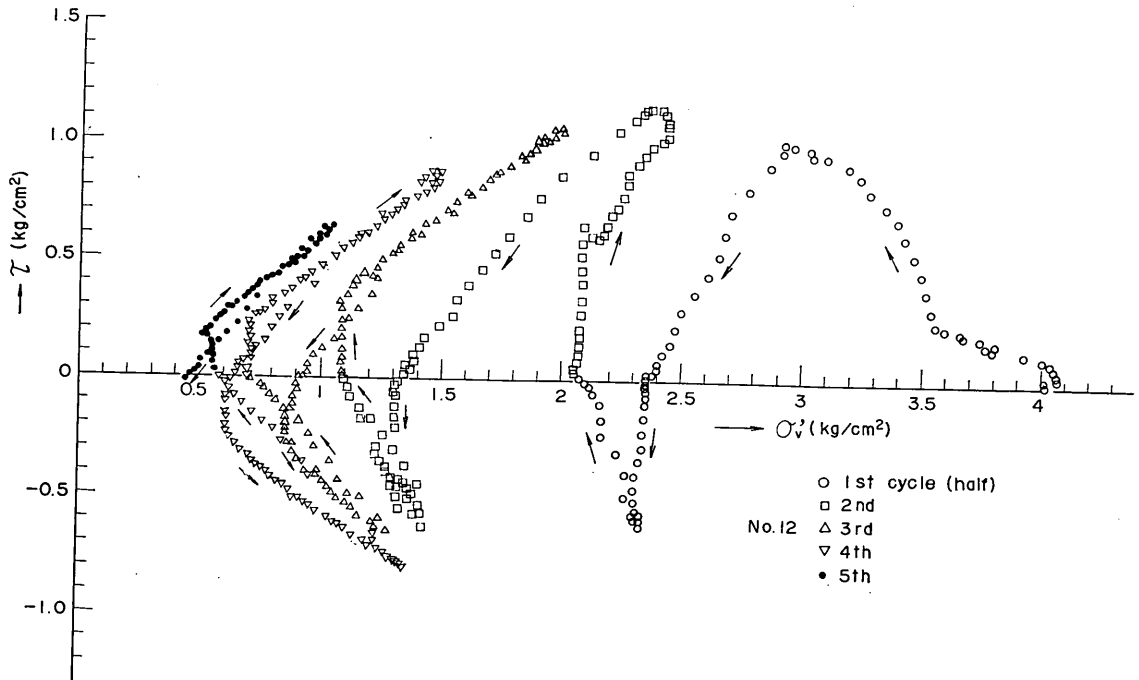 1.5
1.0
0.5
0
-0.5
-1.0
→ τ (kg/cm²)
0.5
1
1.5
2
2.5
3
3.5
4
→ σv' (kg/cm²)
○ 1st cycle (half)
□ 2nd
No. 12 △ 3rd
▽ 4th
● 5th